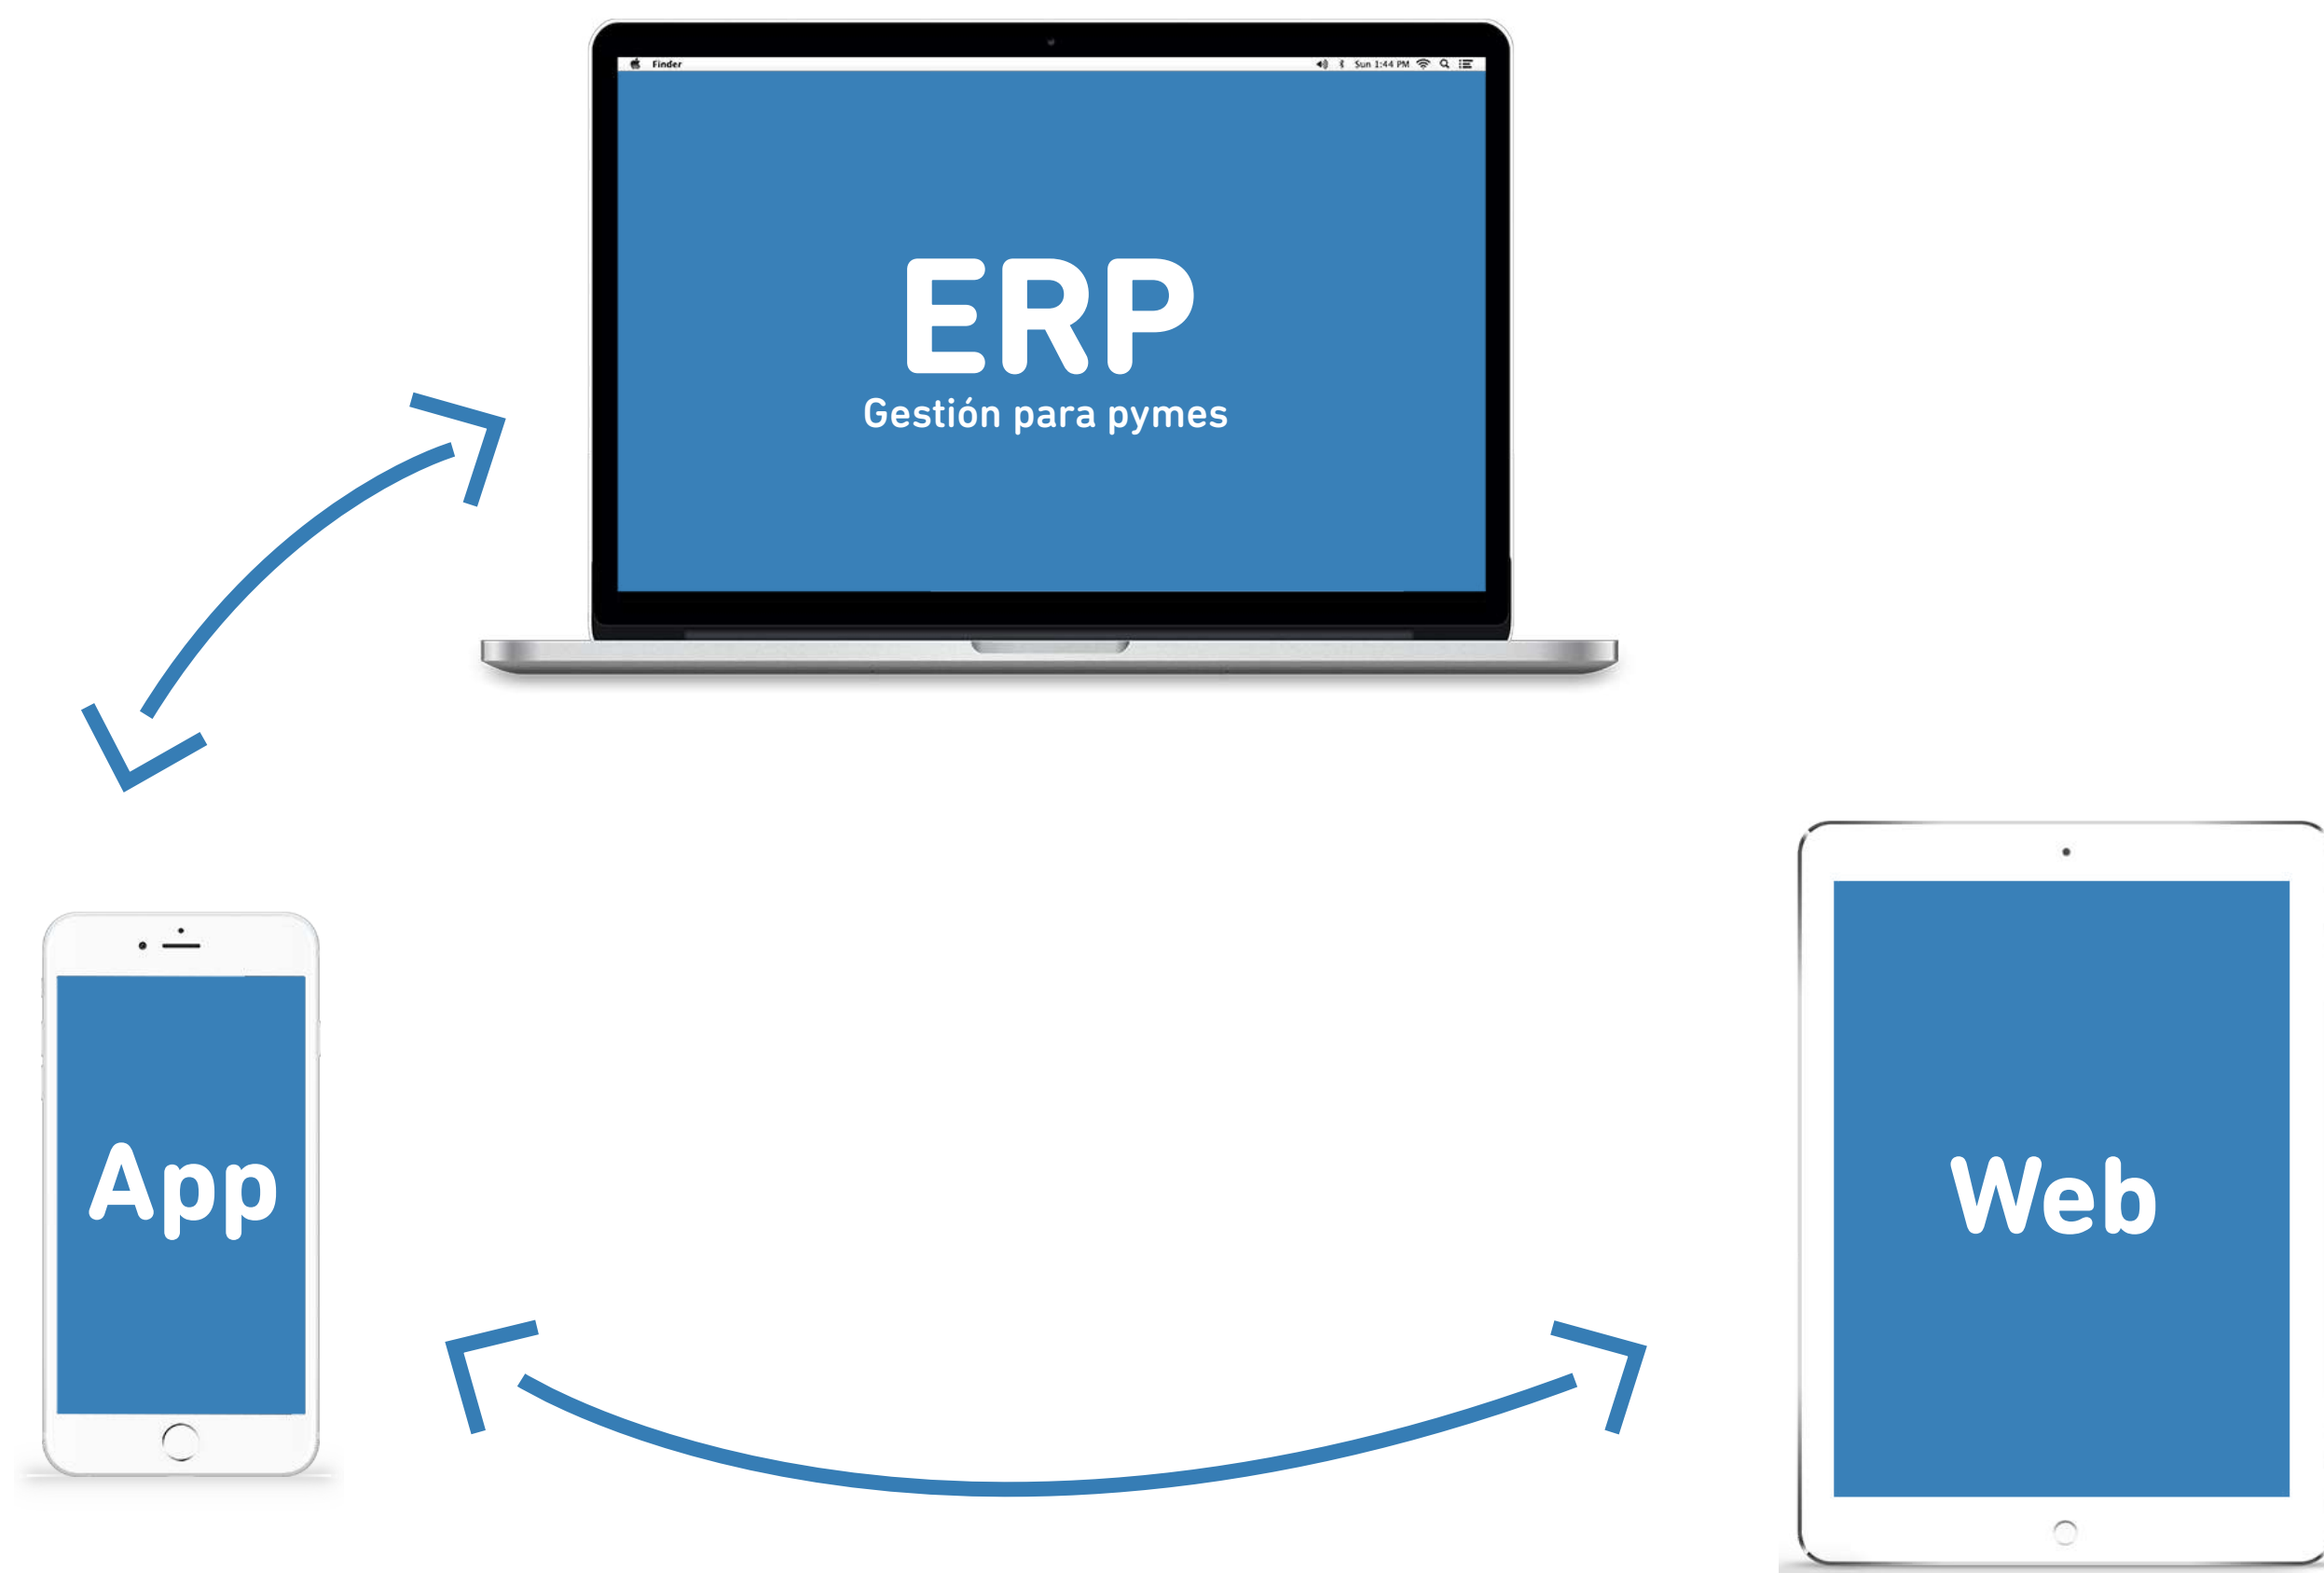 Finder
Sun 1:44 PM
ERP
Gestión para pymes
App
Web